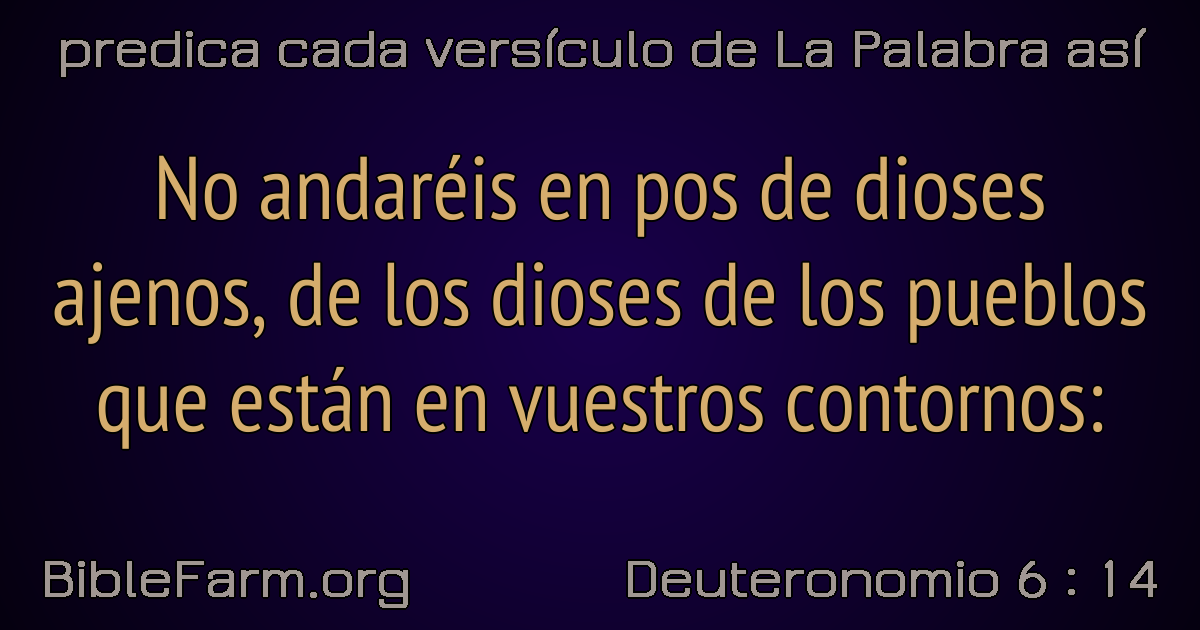 predica cada versículo de La Palabra así
No andaréis en pos de dioses
ajenos, de los dioses de los pueblos
que están en vuestros contornos:
BibleFarm.org
Deuteronomio 6 : 14